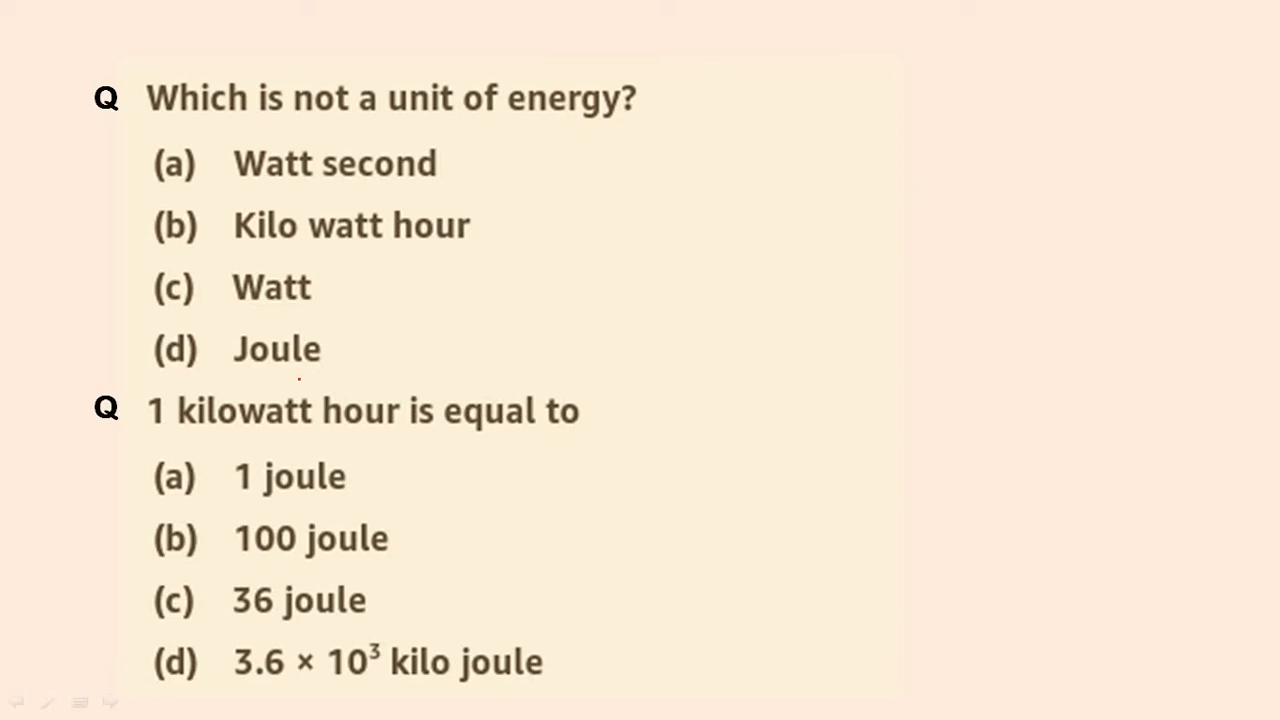 Q Which is not a unit of energy?
(a) Watt second
(b) Kilo watt hour
(c) Watt
(d) Joule
Q 1 kilowatt hour is equal to
(a) 1 joule
(b) 100 joule
(c) 36 joule
(d) 3.6 × 10³ kilo joule